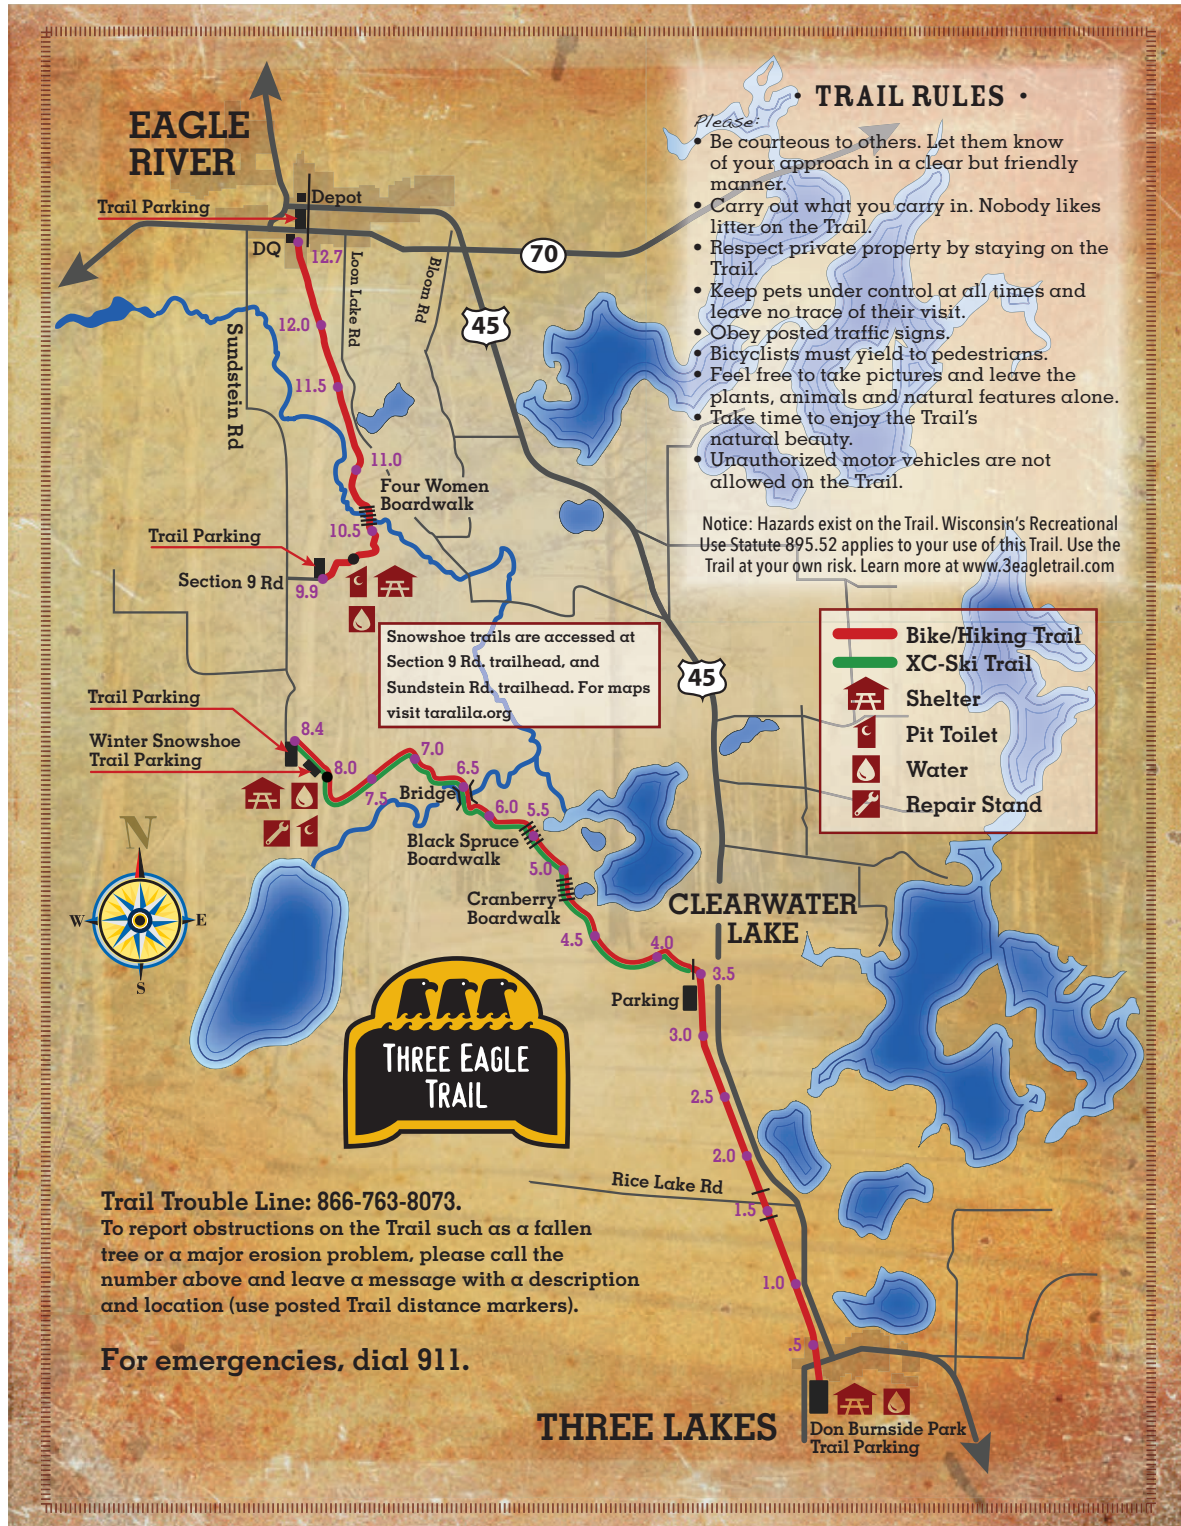 EAGLE
RIVER
Depot
Trail Parking
DQ
70
12.7
Loon Lake Rd
Bloom Rd
45
12.0
Sundstein Rd
11.5
11.0
Four Women
Boardwalk
10.5
Trail Parking
Section 9 Rd
9.9
• TRAIL RULES •
Please:
• Be courteous to others. Let them know
of your approach in a clear but friendly
manner.
• Carry out what you carry in. Nobody likes
litter on the Trail.
• Respect private property by staying on the
Trail.
• Keep pets under control at all times and
leave no trace of their visit.
• Obey posted traffic signs.
• Bicyclists must yield to pedestrians.
• Feel free to take pictures and leave the
plants, animals and natural features alone.
• Take time to enjoy the Trail's
natural beauty.
• Unauthorized motor vehicles are not
allowed on the Trail.
Notice: Hazards exist on the Trail. Wisconsin's Recreational
Use Statute 895.52 applies to your use of this Trail. Use the
Trail at your own risk. Learn more at www.3eagletrail.com
Snowshoe trails are accessed at
Section 9 Rd. trailhead, and
Sundstein Rd. trailhead. For maps
visit taralila.org
45
Bike/Hiking Trail
XC-Ski Trail
Shelter
Pit Toilet
Water
Repair Stand
Trail Parking
8.4
Winter Snowshoe
Trail Parking
8.0
7.5
7.0
6.5
Bridge
6.0
5.5
Black Spruce
Boardwalk
5.0
Cranberry
Boardwalk
4.5
4.0
CLEARWATER
LAKE
3.5
Parking
3.0
N
W
E
S
THREE EAGLE
TRAIL
2.5
2.0
Rice Lake Rd
1.5
1.0
.5
Trail Trouble Line: 866-763-8073.
To report obstructions on the Trail such as a fallen
tree or a major erosion problem, please call the
number above and leave a message with a description
and location (use posted Trail distance markers).
For emergencies, dial 911.
THREE LAKES
Don Burnside Park
Trail Parking